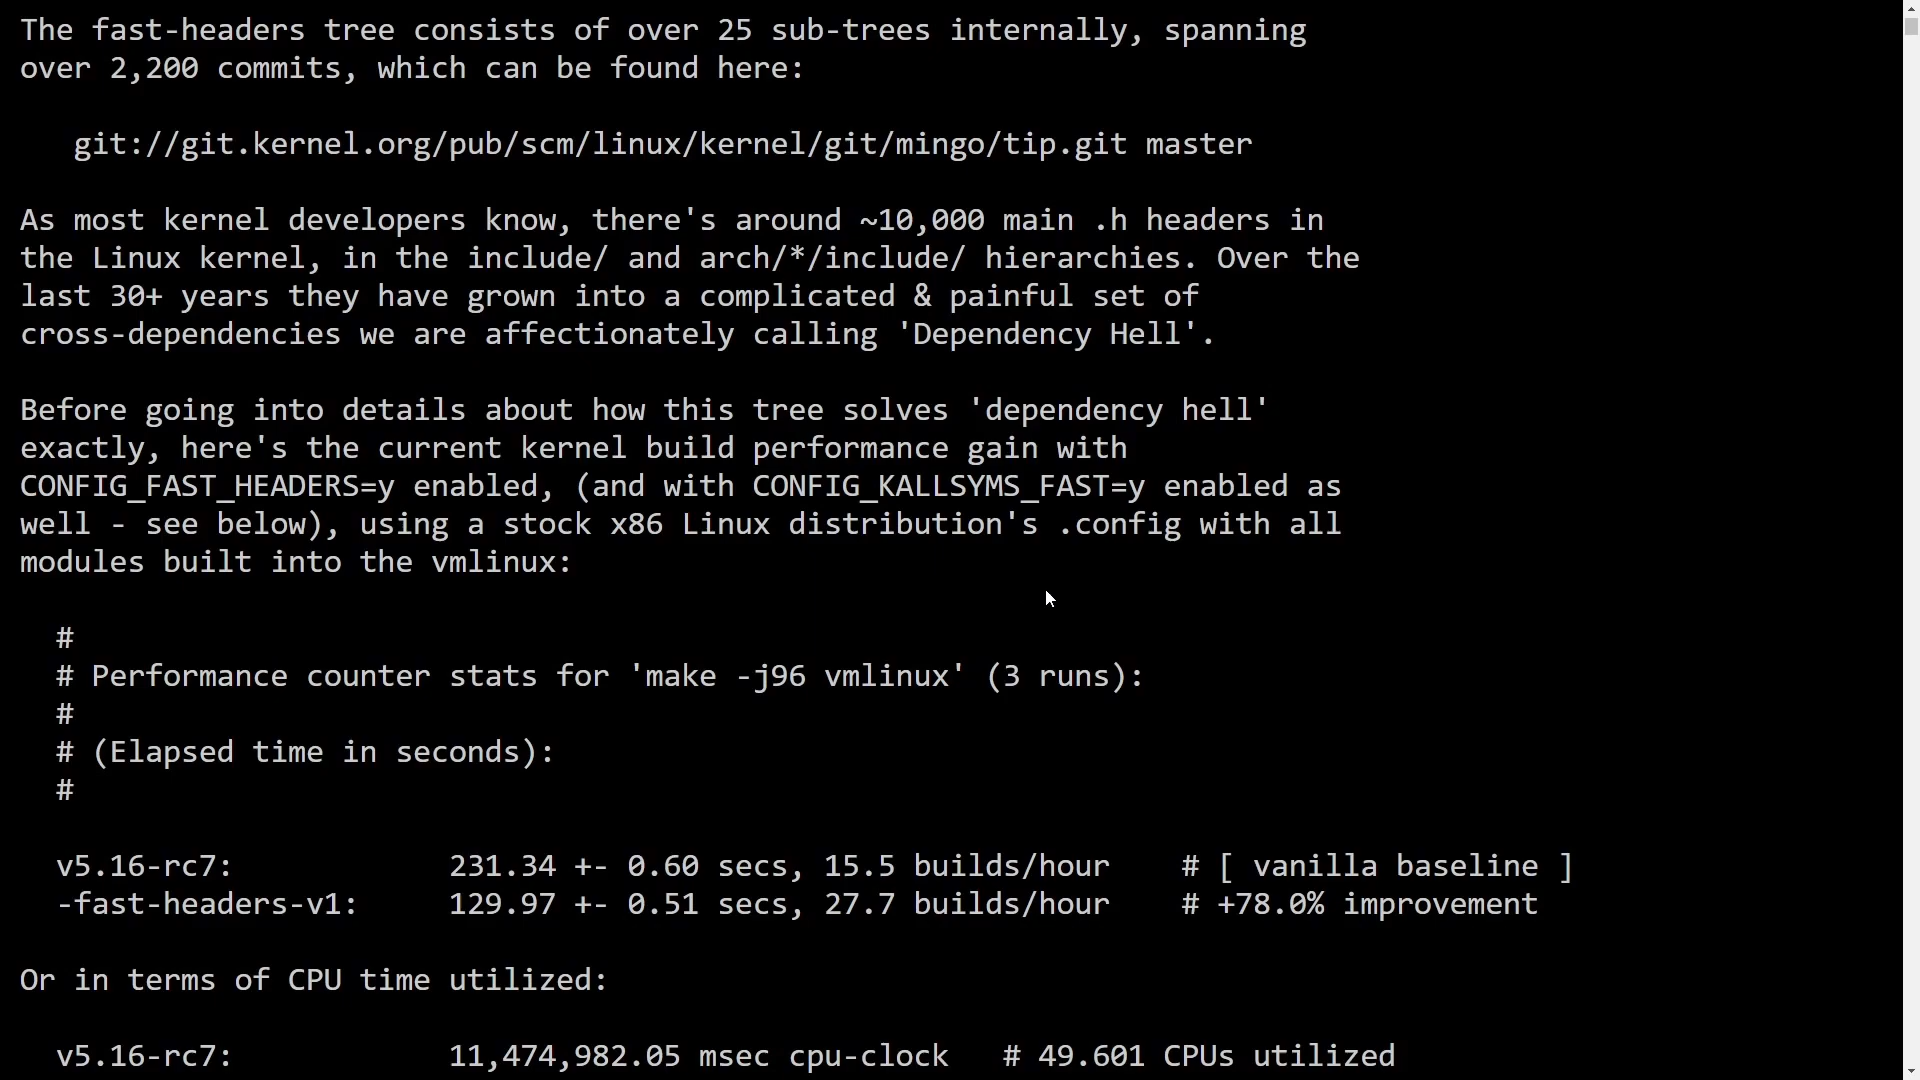 The fast-headers tree consists of over 25 sub-trees internally, spanning
over 2,200 commits, which can be found here:
git://git.kernel.org/pub/scm/linux/kernel/git/mingo/tip.git master
As most kernel developers know, there's around ~10,000 main .h headers in
the Linux kernel, in the include/ and arch/*/include/ hierarchies. Over the
last 30+ years they have grown into a complicated & painful set of
cross-dependencies we are affectionately calling 'Dependency Hell'.
Before going into details about how this tree solves 'dependency hell'
exactly, here's the current kernel build performance gain with
CONFIG_FAST_HEADERS=y enabled, (and with CONFIG_KALLSYMS_FAST=y enabled as
well - see below), using a stock x86 Linux distribution's .config with all
modules built into the vmlinux:
#
# Performance counter stats for 'make -j96 vmlinux' (3 runs):
#
# (Elapsed time in seconds):
#
v5.16-rc7: 231.34 +- 0.60 secs, 15.5 builds/hour # [ vanilla baseline ]
-fast-headers-v1: 129.97 +- 0.51 secs, 27.7 builds/hour # +78.0% improvement
Or in terms of CPU time utilized:
v5.16-rc7: 11,474,982.05 msec cpu-clock # 49.601 CPUs utilized